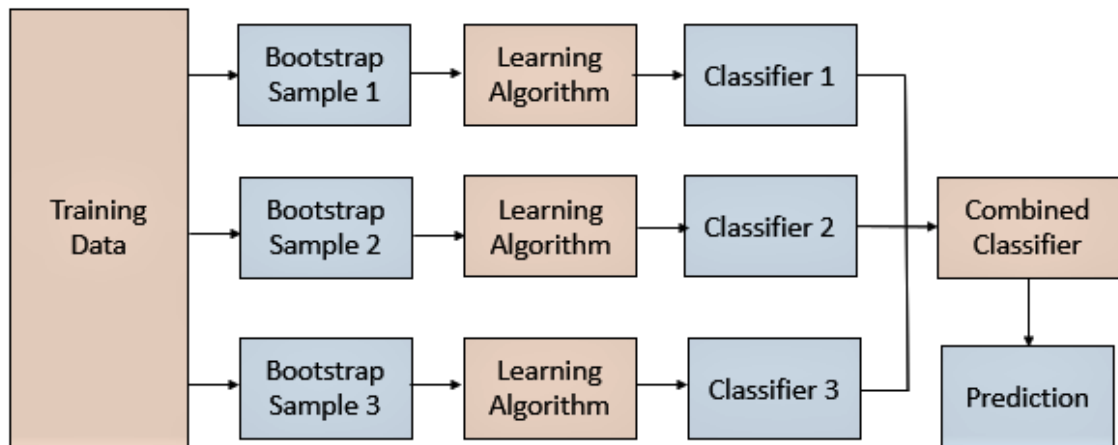 Training
Data
Bootstrap
Sample 1
Learning
Algorithm
Classifier 1
Bootstrap
Sample 2
Learning
Algorithm
Classifier 2
Bootstrap
Sample 3
Learning
Algorithm
Classifier 3
Combined
Classifier
Prediction